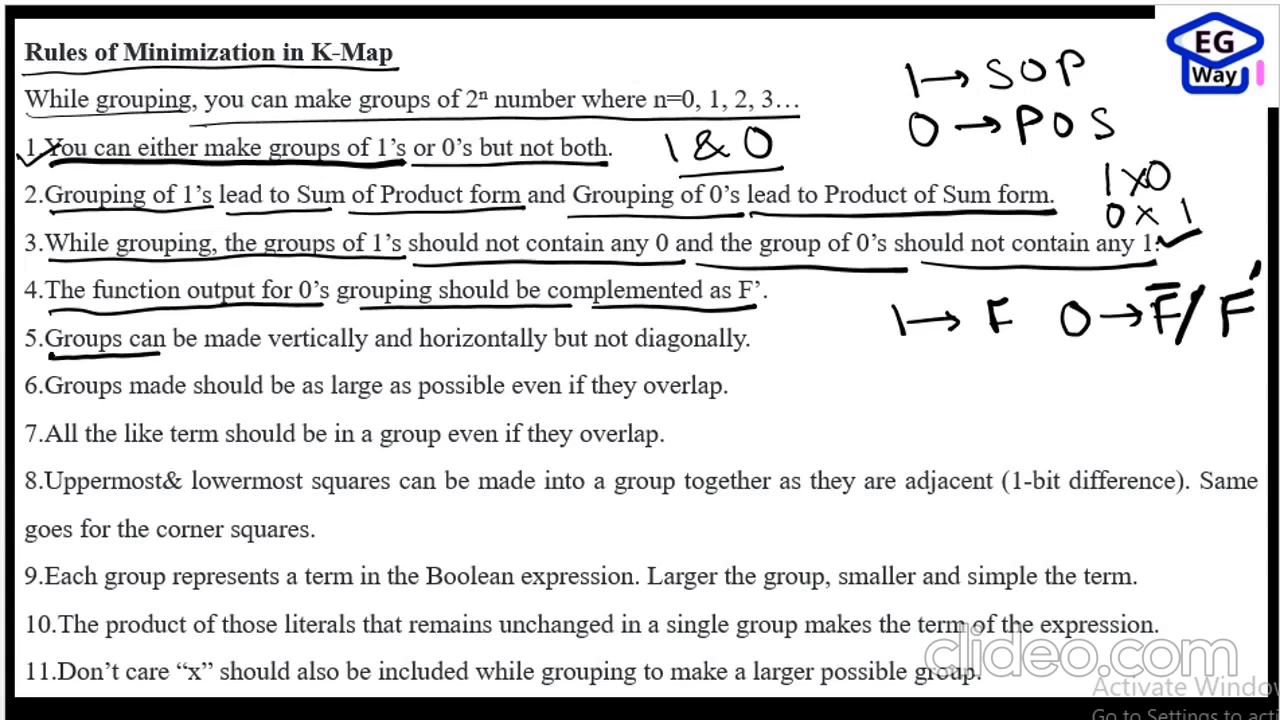 EG
Way
Rules of Minimization in K-Map
1 → SOP
While grouping, you can make groups of 2ⁿ number where n=0, 1, 2, 3…
0 → POS
1.You can either make groups of 1’s or 0’s but not both.
1 & 0
1 x 0
2.Grouping of 1’s lead to Sum of Product form and Grouping of 0’s lead to Product of Sum form.
0 x 1
3.While grouping, the groups of 1’s should not contain any 0 and the group of 0’s should not contain any 1.
4.The function output for 0’s grouping should be complemented as F’.
1 → F 0 → F̅ / F'
5.Groups can be made vertically and horizontally but not diagonally.
6.Groups made should be as large as possible even if they overlap.
7.All the like term should be in a group even if they overlap.
8.Uppermost& lowermost squares can be made into a group together as they are adjacent (1-bit difference). Same
goes for the corner squares.
9.Each group represents a term in the Boolean expression. Larger the group, smaller and simple the term.
10.The product of those literals that remains unchanged in a single group makes the term of the expression.
11.Don’t care “x” should also be included while grouping to make a larger possible group.
clideo.com
Activate Window
Go to Settings to acti